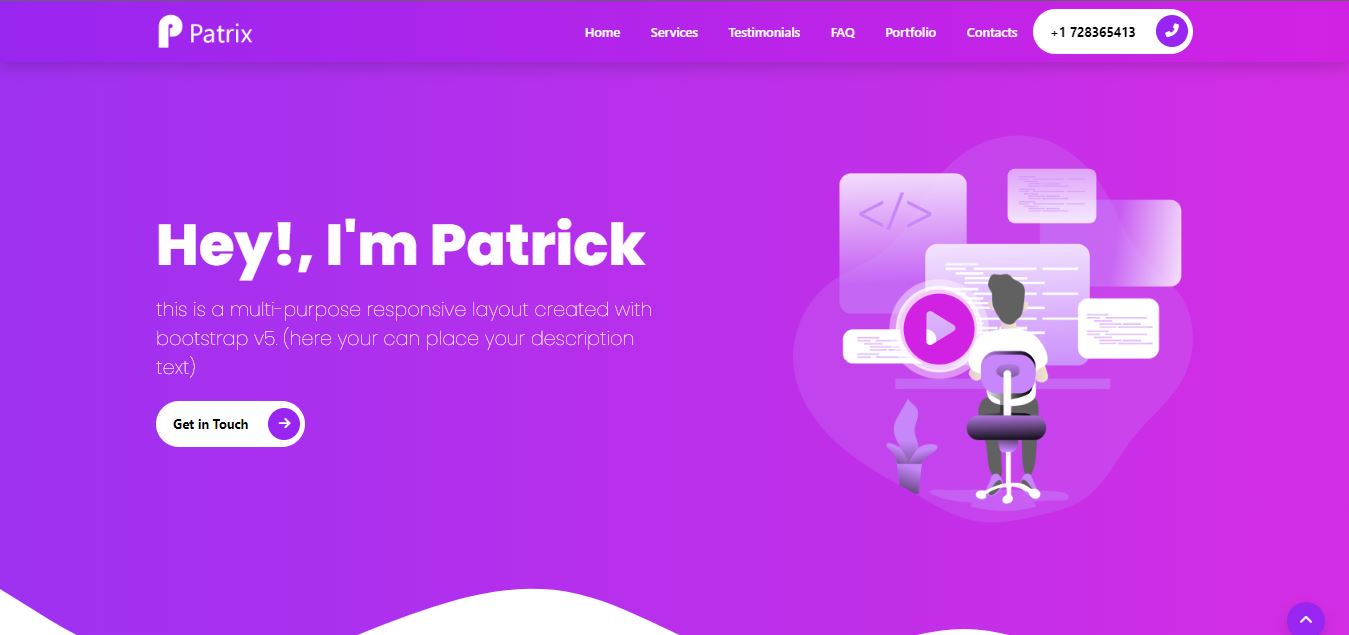 Patrix
Home Services Testimonials FAQ Portfolio Contacts +1 728365413
</>
Hey!, I'm Patrick
this is a multi-purpose responsive layout created with
bootstrap v5. (here your can place your description
text)
Get in Touch